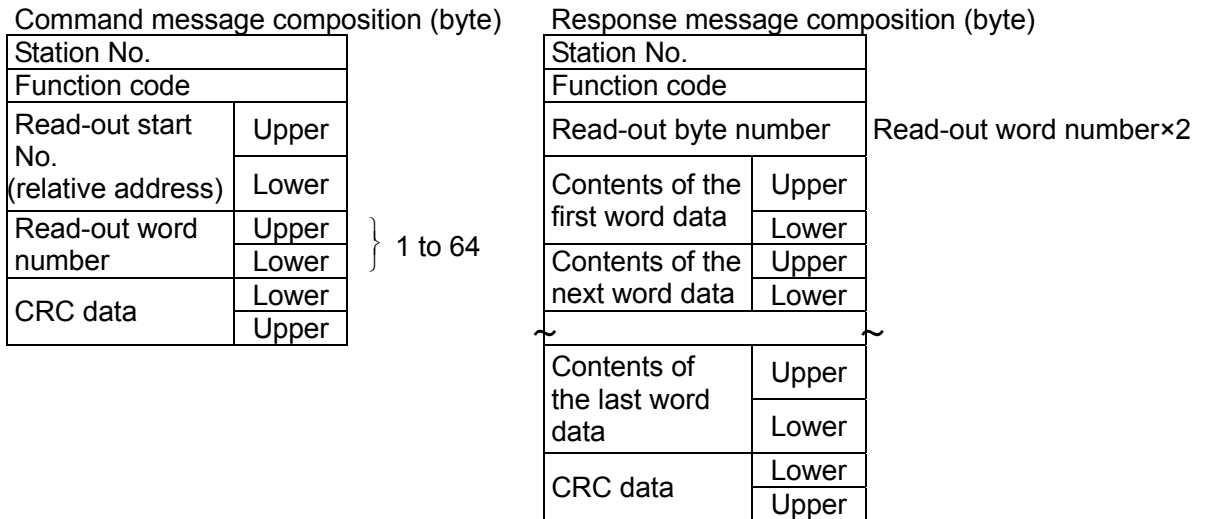 Command message composition (byte)
Station No.
Function code
Read-out start
No.
(relative address)
Upper
Lower
Read-out word
number
Upper
Lower
} 1 to 64
CRC data
Lower
Upper
Response message composition (byte)
Station No.
Function code
Read-out byte number
Read-out word number×2
Contents of the
first word data
Upper
Lower
Contents of the
next word data
Upper
Lower
~ ~
Contents of
the last word
data
Upper
Lower
CRC data
Lower
Upper